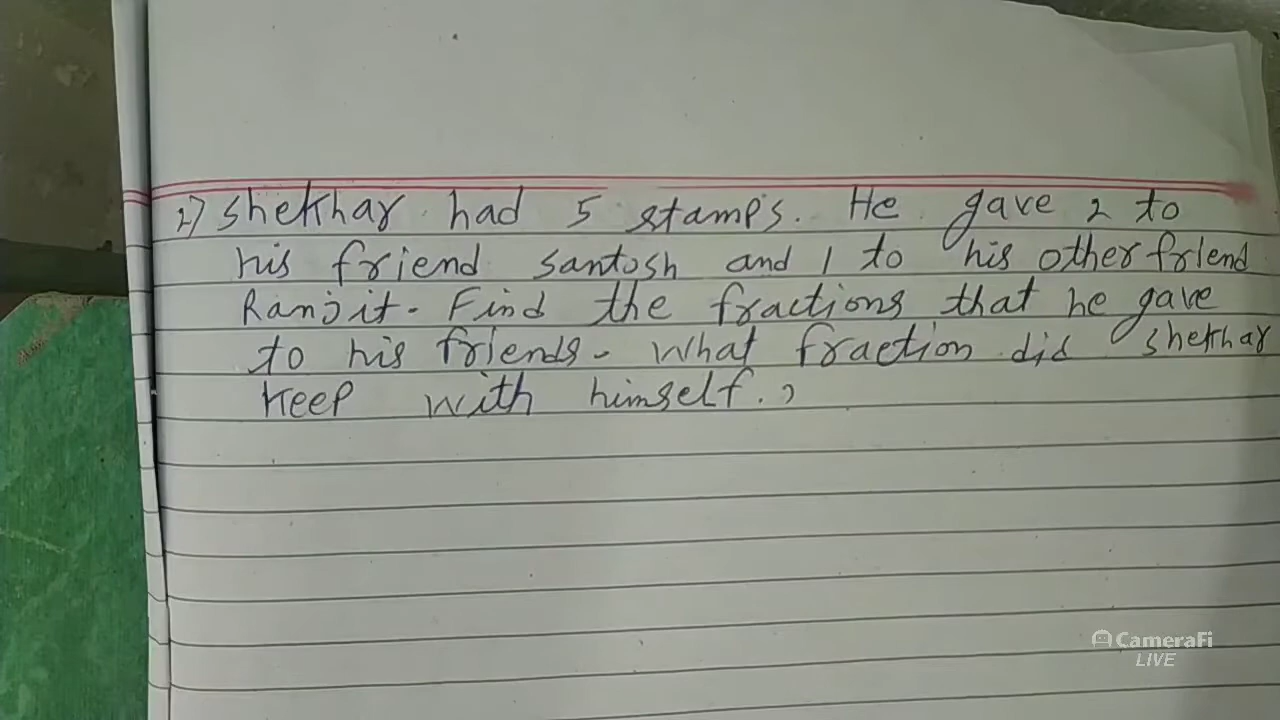 2) Shekhar had 5 stamps. He gave 2 to
his friend santosh and 1 to his other friend
Ranjit. Find the fractions that he gave
to his friends. What fraction did shekhar
keep with himself.?
CameraFi
LIVE